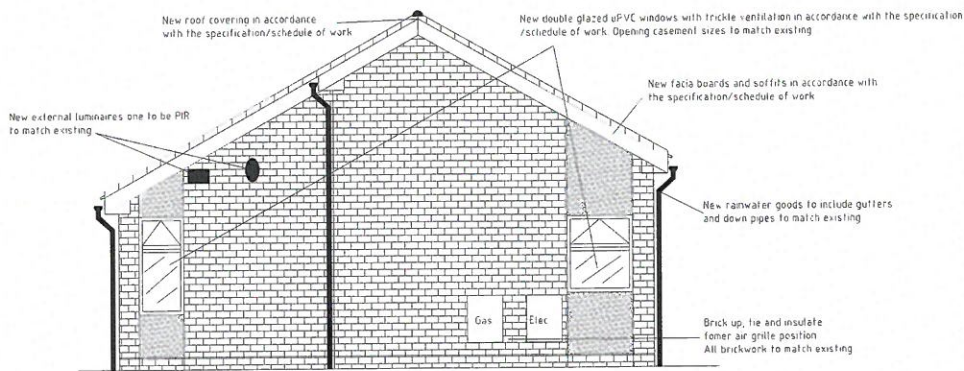 New roof covering in accordance
with the specification/schedule of work
New double glazed uPVC windows with trickle ventilation in accordance with the specification
/schedule of work. Opening casement sizes to match existing
New facia boards and soffits in accordance with
the specification/schedule of work
New external luminaires one to be PIR
to match existing
New rainwater goods to include gutters
and down pipes to match existing
Gas
Elec
Brick up, tie and insulate
fomer air grille position
All brickwork to match existing